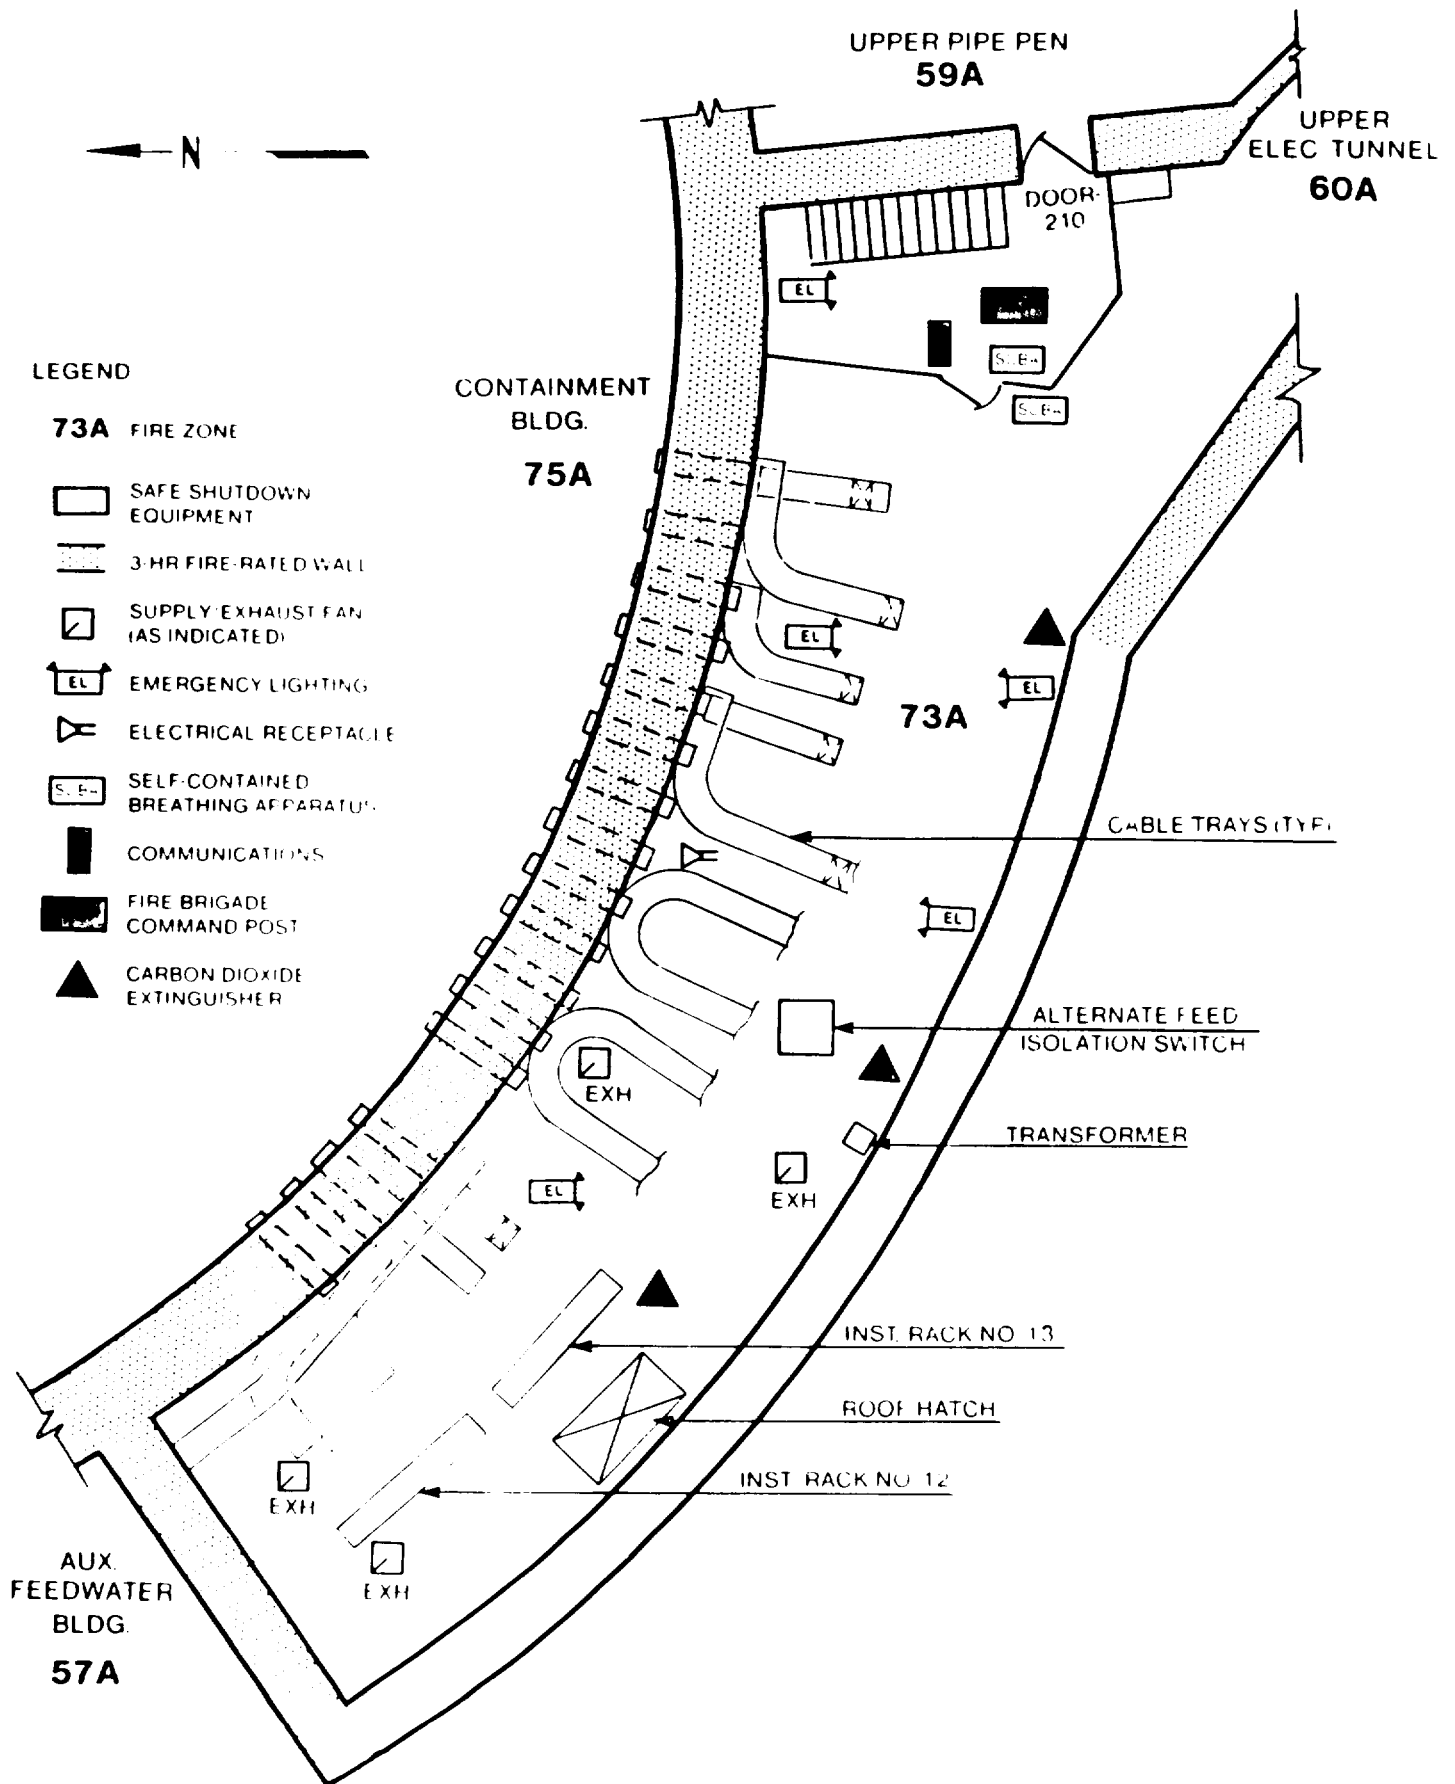 UPPER PIPE PEN
59A
N
UPPER
ELEC TUNNEL
60A
DOOR-
210
EL
SCBA
SCBA
LEGEND
73A FIRE ZONE
SAFE SHUTDOWN
EQUIPMENT
3-HR FIRE-RATED WALL
SUPPLY/EXHAUST FAN
(AS INDICATED)
EL EMERGENCY LIGHTING
ELECTRICAL RECEPTACLE
SCBA SELF-CONTAINED
BREATHING APPARATUS
COMMUNICATIONS
FIRE BRIGADE
COMMAND POST
CARBON DIOXIDE
EXTINGUISHER
CONTAINMENT
BLDG.
75A
EL
EL
73A
CABLE TRAYS (TYP)
EL
ALTERNATE FEED
ISOLATION SWITCH
EXH
TRANSFORMER
EXH
EL
INST. RACK NO. 13
ROOF HATCH
INST. RACK NO. 12
EXH
EXH
AUX.
FEEDWATER
BLDG.
57A